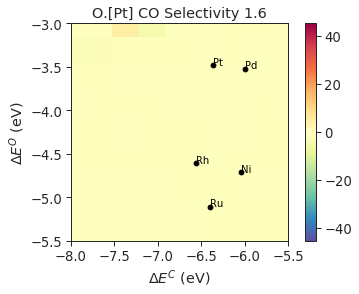 O.[Pt] CO Selectivity 1.6
−3.0
−3.5
−4.0
−4.5
−5.0
−5.5
ΔE^O (eV)
Pt
Pd
Rh
Ni
Ru
−8.0 −7.5 −7.0 −6.5 −6.0 −5.5
ΔE^C (eV)
40
20
0
−20
−40